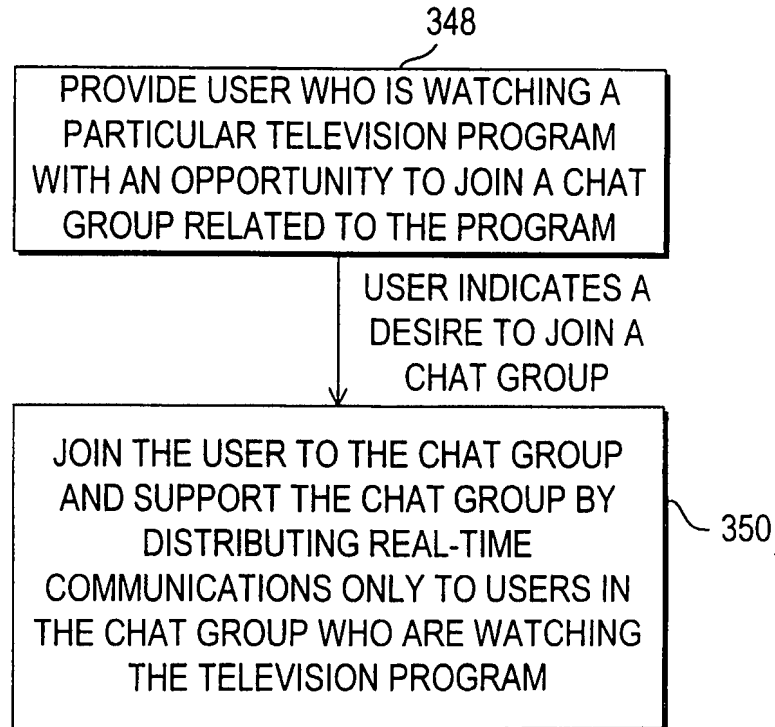 348
PROVIDE USER WHO IS WATCHING A
PARTICULAR TELEVISION PROGRAM
WITH AN OPPORTUNITY TO JOIN A CHAT
GROUP RELATED TO THE PROGRAM
USER INDICATES A
DESIRE TO JOIN A
CHAT GROUP
JOIN THE USER TO THE CHAT GROUP
AND SUPPORT THE CHAT GROUP BY
DISTRIBUTING REAL-TIME
COMMUNICATIONS ONLY TO USERS IN
THE CHAT GROUP WHO ARE WATCHING
THE TELEVISION PROGRAM
350